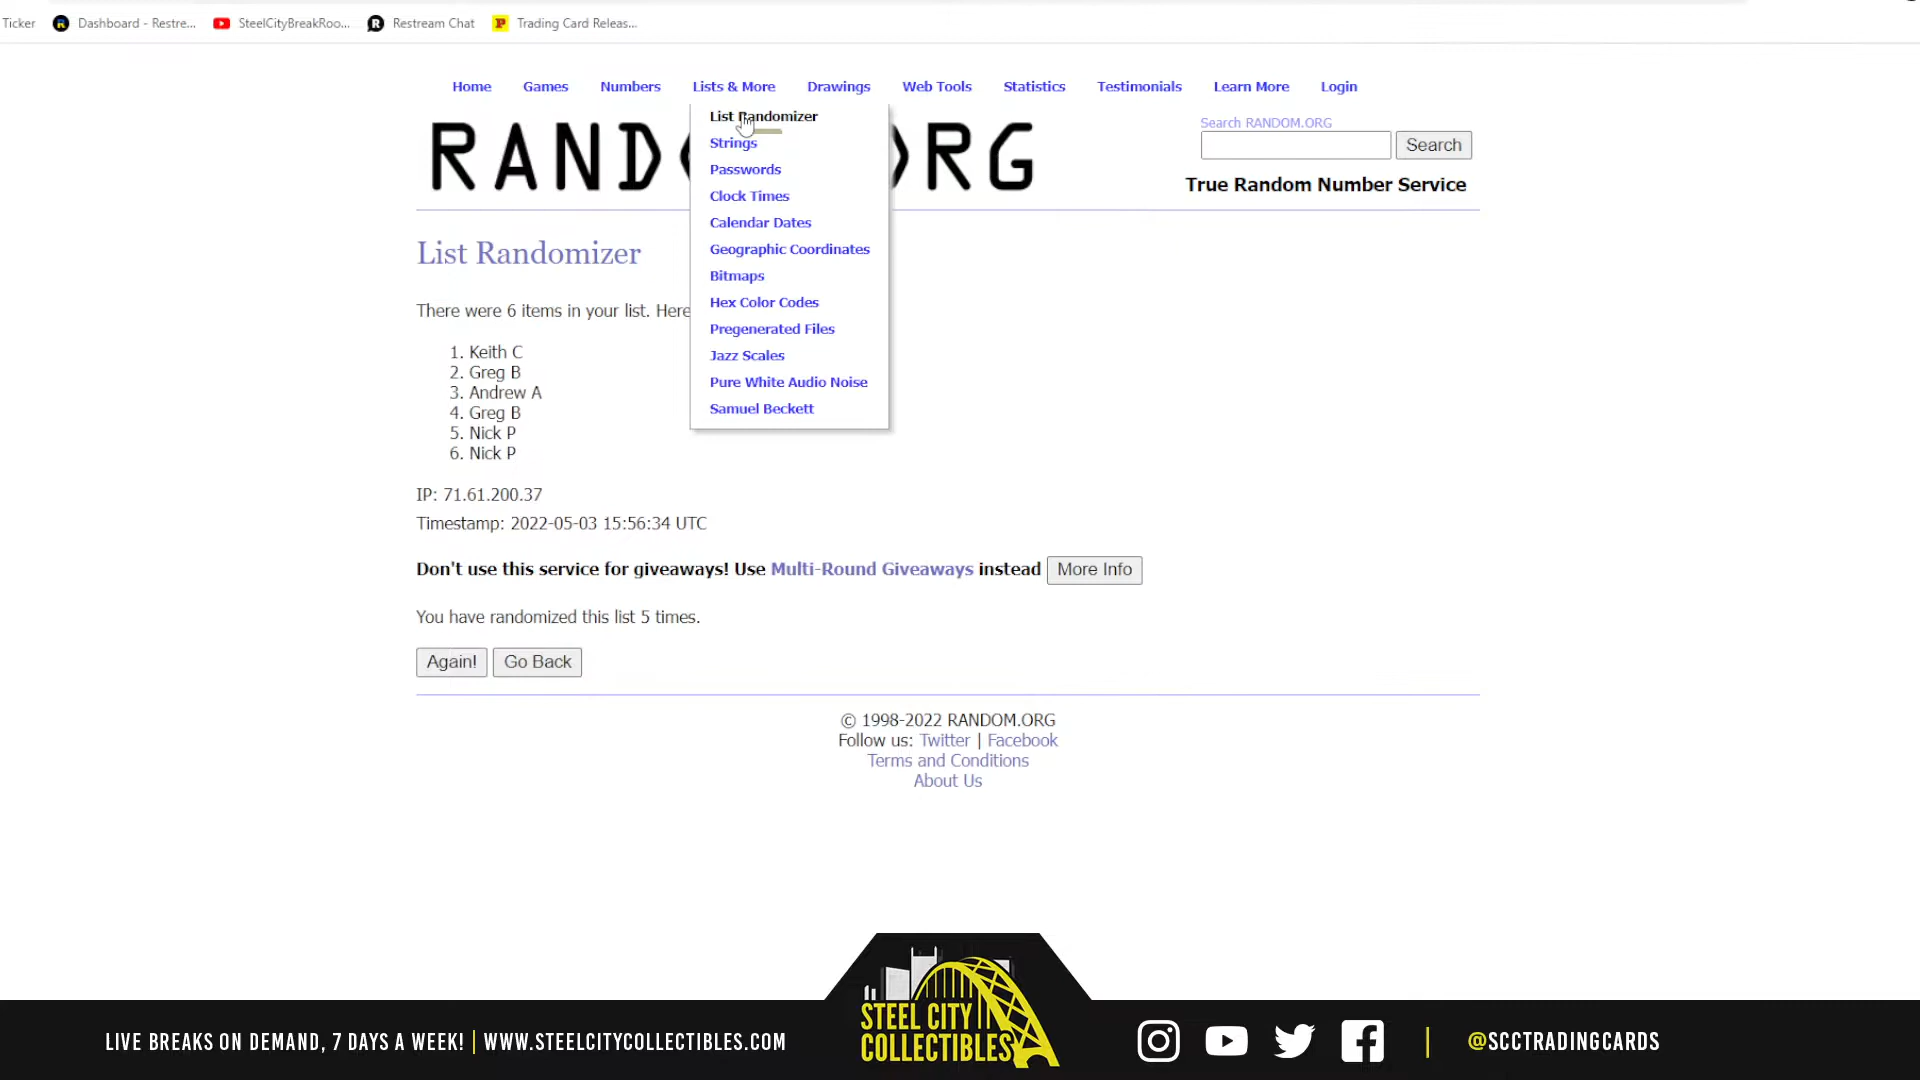 Ticker
Dashboard - Restre...
SteelCityBreakRoo...
Restream Chat
Trading Card Releas...
Home Games Numbers Lists & More Drawings Web Tools Statistics Testimonials Learn More Login
List Randomizer
Strings
Passwords
Clock Times
Calendar Dates
Geographic Coordinates
Bitmaps
Hex Color Codes
Pregenerated Files
Jazz Scales
Pure White Audio Noise
Samuel Beckett
Search RANDOM.ORG
Search
True Random Number Service
List Randomizer
There were 6 items in your list. Here
1. Keith C
2. Greg B
3. Andrew A
4. Greg B
5. Nick P
6. Nick P
IP: 71.61.200.37
Timestamp: 2022-05-03 15:56:34 UTC
Don't use this service for giveaways! Use Multi-Round Giveaways instead More Info
You have randomized this list 5 times.
Again! Go Back
© 1998-2022 RANDOM.ORG
Follow us: Twitter | Facebook
Terms and Conditions
About Us
LIVE BREAKS ON DEMAND, 7 DAYS A WEEK! | WWW.STEELCITYCOLLECTIBLES.COM
STEEL CITY
COLLECTIBLES
@SCCTRADINGCARDS